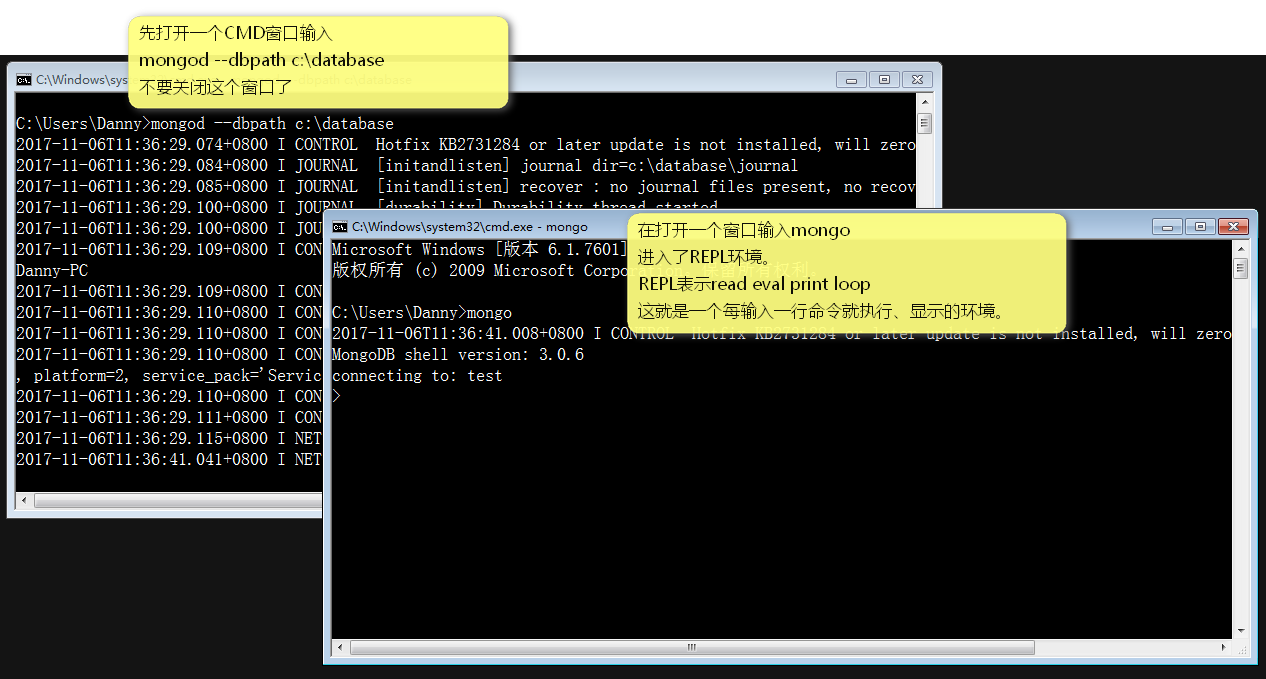 先打开一个CMD窗口输入
mongod --dbpath c:\database
不要关闭这个窗口了
C:\Windows\sys --dbpath c:\database
C:\Users\Danny>mongod --dbpath c:\database
2017-11-06T11:36:29.074+0800 I CONTROL  Hotfix KB2731284 or later update is not installed, will zero
2017-11-06T11:36:29.084+0800 I JOURNAL  [initandlisten] journal dir=c:\database\journal
2017-11-06T11:36:29.085+0800 I JOURNAL  [initandlisten] recover : no journal files present, no recov
2017-11-06T11:36:29.100+0800 I JOURNAL  [durability] Durability thread started
2017-11-06T11:36:29.100+0800 I JOU
2017-11-06T11:36:29.109+0800 I CON
Danny-PC
2017-11-06T11:36:29.109+0800 I CON
2017-11-06T11:36:29.110+0800 I CON
2017-11-06T11:36:29.110+0800 I CON
, platform=2, service_pack='Servic
2017-11-06T11:36:29.110+0800 I CON
2017-11-06T11:36:29.111+0800 I CON
2017-11-06T11:36:29.115+0800 I NET
2017-11-06T11:36:41.041+0800 I NET
在打开一个窗口输入mongo
进入了REPL环境。
REPL表示read eval print loop
这就是一个每输入一行命令就执行、显示的环境。
C:\Windows\system32\cmd.exe - mongo
Microsoft Windows [版本 6.1.7601]
版权所有 (c) 2009 Microsoft Corporation。保留所有权利。
C:\Users\Danny>mongo
2017-11-06T11:36:41.008+0800 I CONTROL  Hotfix KB2731284 or later update is not installed, will zero
MongoDB shell version: 3.0.6
connecting to: test
>